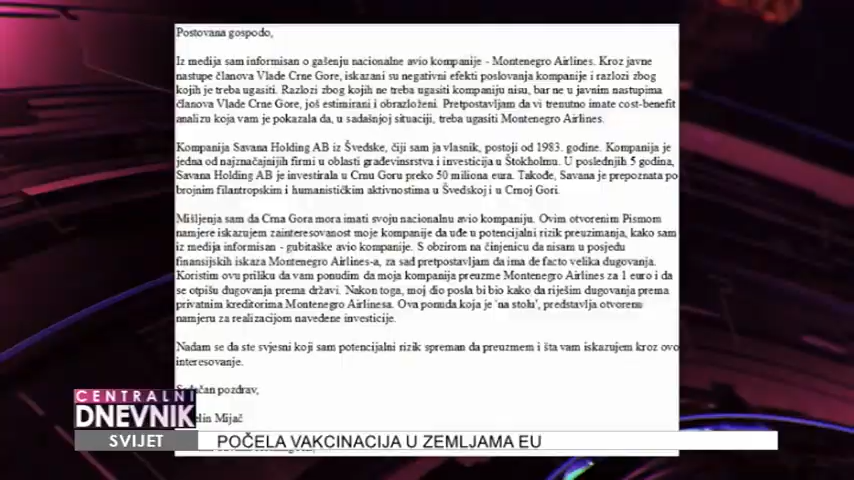 Postovana gospodo,
Iz medija sam informisan o gašenju nacionalne avio kompanije - Montenegro Airlines. Kroz javne
nastupe članova Vlade Crne Gore, iskazani su negativni efekti poslovanja kompanije i razlozi zbog
kojih je treba ugasiti. Razlozi zbog kojih ne treba ugasiti kompaniju nisu, bar ne u javnim nastupima
članova Vlade Crne Gore, još estimirani i obrazloženi. Pretpostavljam da vi trenutno imate cost-benefit
analizu koja vam je pokazala da, u sadašnjoj situaciji, treba ugasiti Montenegro Airlines.
Kompanija Savana Holding AB iz Švedske, čiji sam ja vlasnik, postoji od 1983. godine. Kompanija je
jedna od najznačajnijih firmi u oblasti građevinsrstva i investicija u Štokholmu. U poslednjih 5 godina,
Savana Holding AB je investirala u Crnu Goru preko 50 miliona eura. Takođe, Savana je prepoznata po
brojnim filantropskim i humanističkim aktivnostima u Švedskoj i u Crnoj Gori.
Mišljenja sam da Crna Gora mora imati svoju nacionalnu avio kompaniju. Ovim otvorenim Pismom
namjere iskazujem zainteresovanost moje kompanije da uđe u potencijalni rizik preuzimanja, kako sam
iz medija informisan - gubitaške avio kompanije. S obzirom na činjenicu da nisam u posjedu
finansijskih iskaza Montenegro Airlines-a, za sad pretpostavljam da ima de facto velika dugovanja.
Koristim ovu priliku da vam ponudim da moja kompanija preuzme Montenegro Airlines za 1 euro i da
se otpišu dugovanja prema državi. Nakon toga, moj dio posla bi bio kako da riješim dugovanja prema
privatnim kreditorima Montenegro Airlinesa. Ova ponuda koja je 'na stolu', predstavlja otvorenu
namjeru za realizacijom navedene investicije.
Nadam se da ste svjesni koji sam potencijalni rizik spreman da preuzmem i šta vam iskazujem kroz ovo
interesovanje.
pozdrav,
Mijač
CENTRALNI
DNEVNIK
SVIJET
POČELA VAKCINACIJA U ZEMLJAMA EU